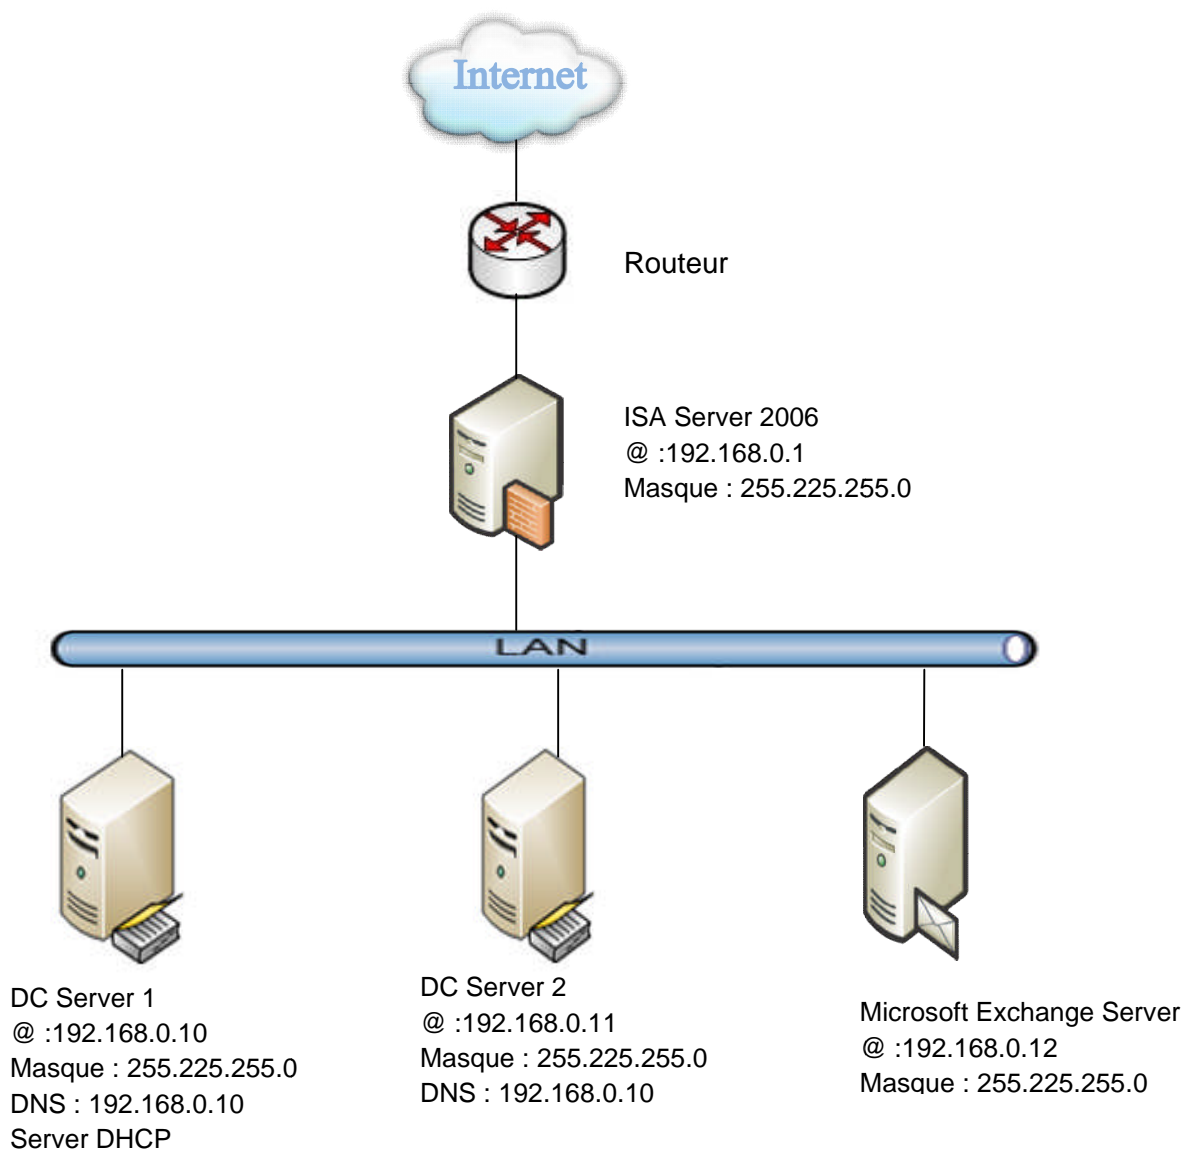 Internet
Routeur
ISA Server 2006
@ :192.168.0.1
Masque : 255.225.255.0
LAN
DC Server 1
@ :192.168.0.10
Masque : 255.225.255.0
DNS : 192.168.0.10
Server DHCP
DC Server 2
@ :192.168.0.11
Masque : 255.225.255.0
DNS : 192.168.0.10
Microsoft Exchange Server
@ :192.168.0.12
Masque : 255.225.255.0